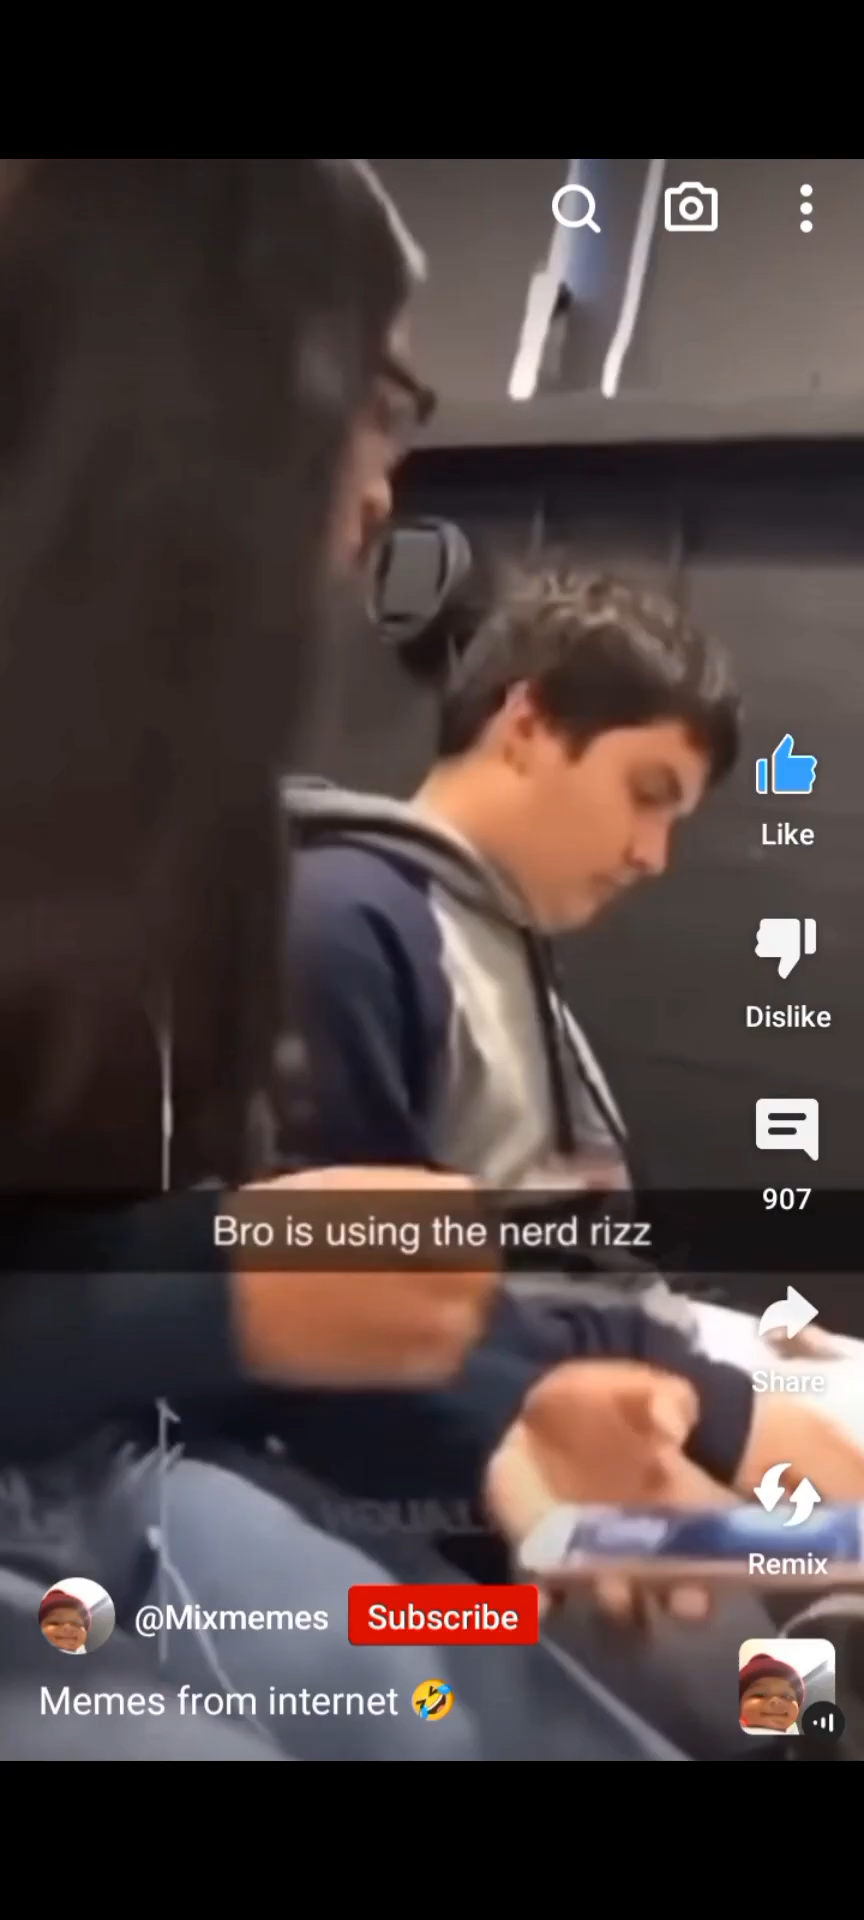 Like
Dislike
907
Bro is using the nerd rizz
Share
Remix
@Mixmemes Subscribe
Memes from internet 🤣